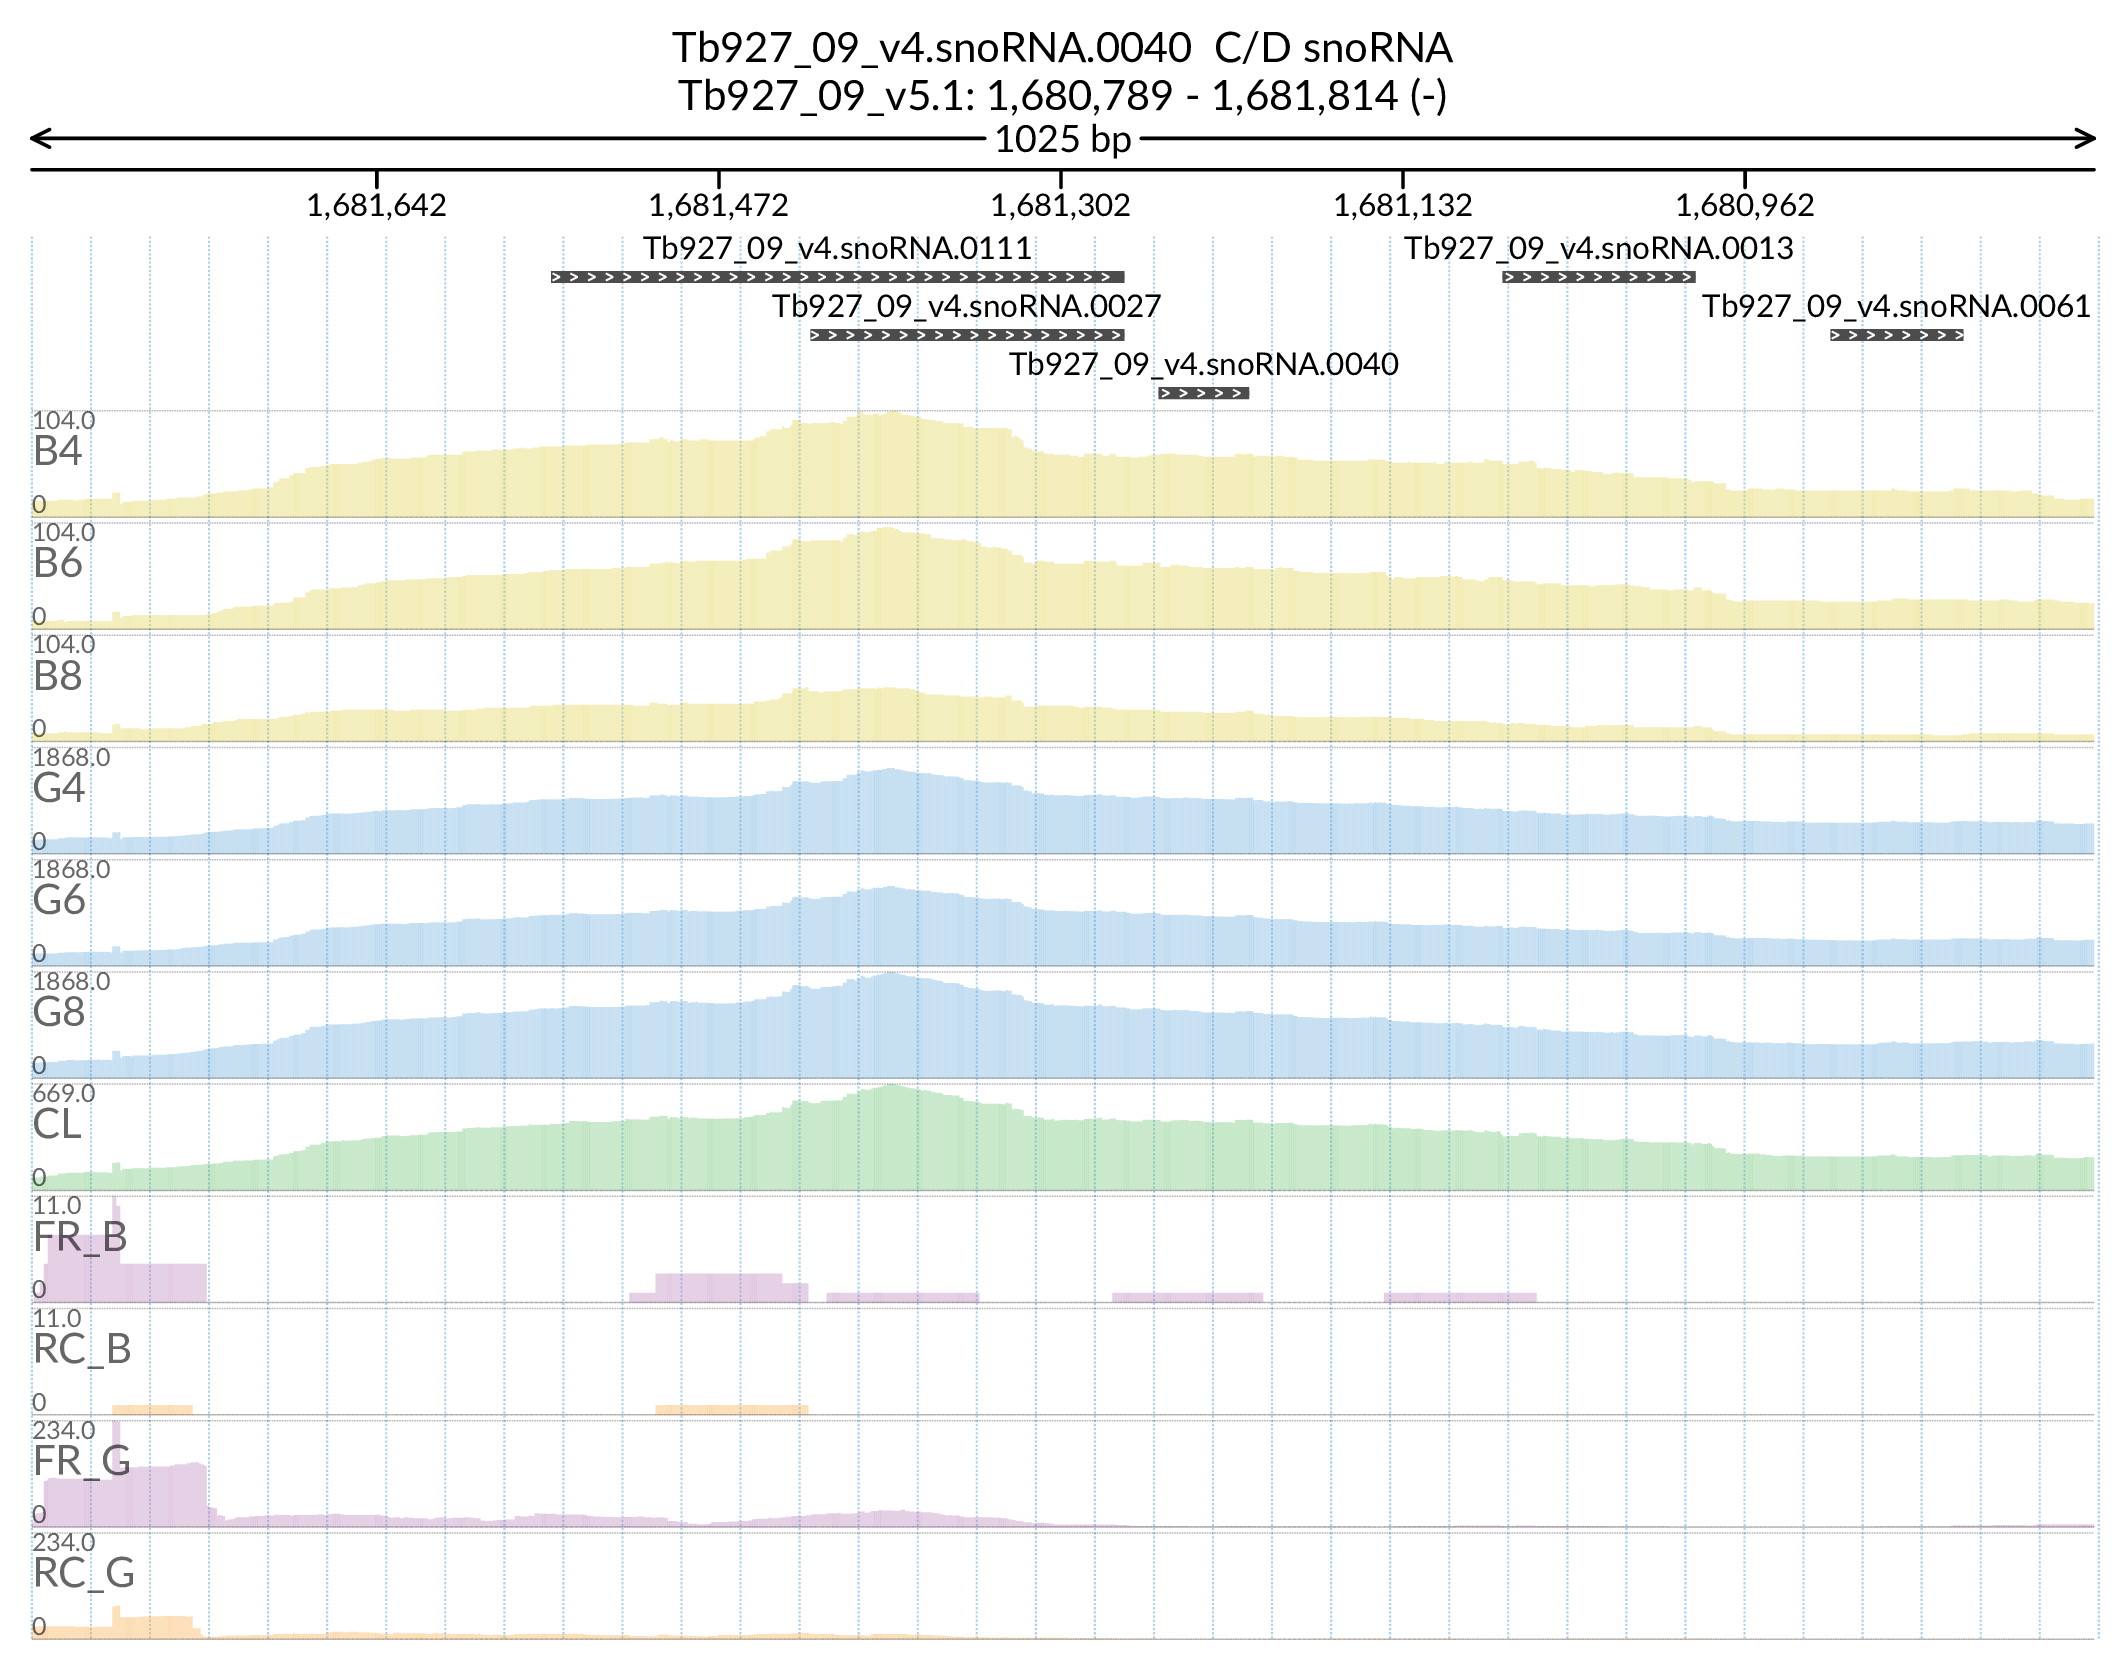 Tb927_09_v4.snoRNA.0040  C/D snoRNA
Tb927_09_v5.1: 1,680,789 - 1,681,814 (-)
1025 bp
1,681,642 1,681,472 1,681,302 1,681,132 1,680,962
Tb927_09_v4.snoRNA.0111 Tb927_09_v4.snoRNA.0013
Tb927_09_v4.snoRNA.0027 Tb927_09_v4.snoRNA.0061
Tb927_09_v4.snoRNA.0040
104.0
B4
0
104.0
B6
0
104.0
B8
0
1868.0
G4
0
1868.0
G6
0
1868.0
G8
0
669.0
CL
0
11.0
FR_B
0
11.0
RC_B
0
234.0
FR_G
0
234.0
RC_G
0